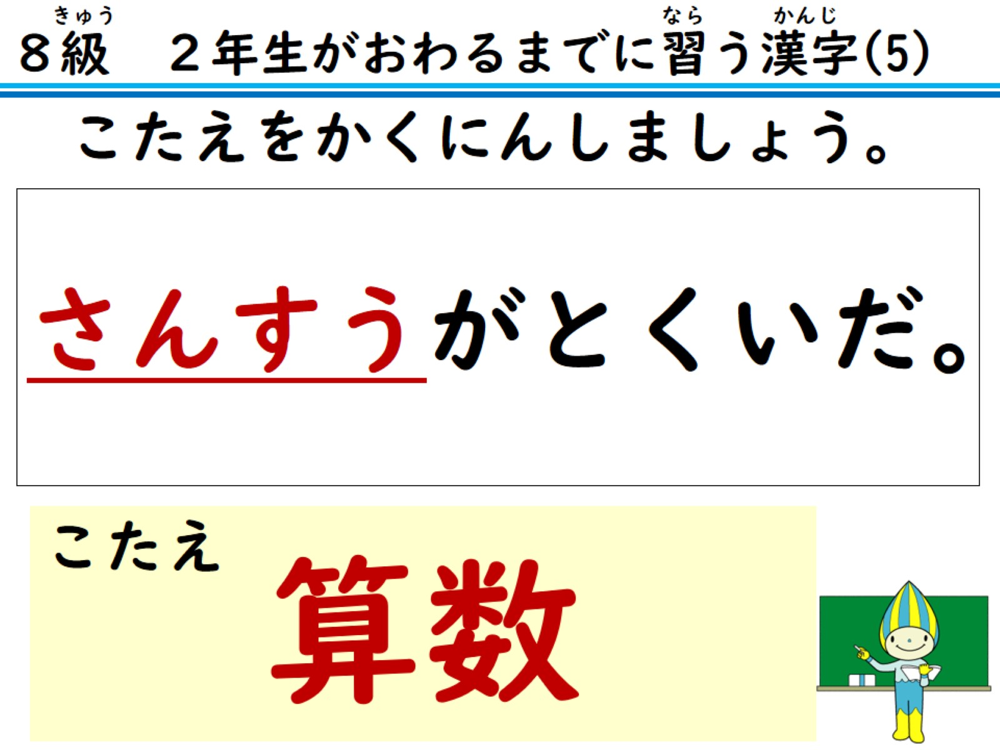 きゅう なら かんじ
８級　２年生がおわるまでに習う漢字(5)
こたえをかくにんしましょう。
さんすうがとくいだ。
こたえ
算数